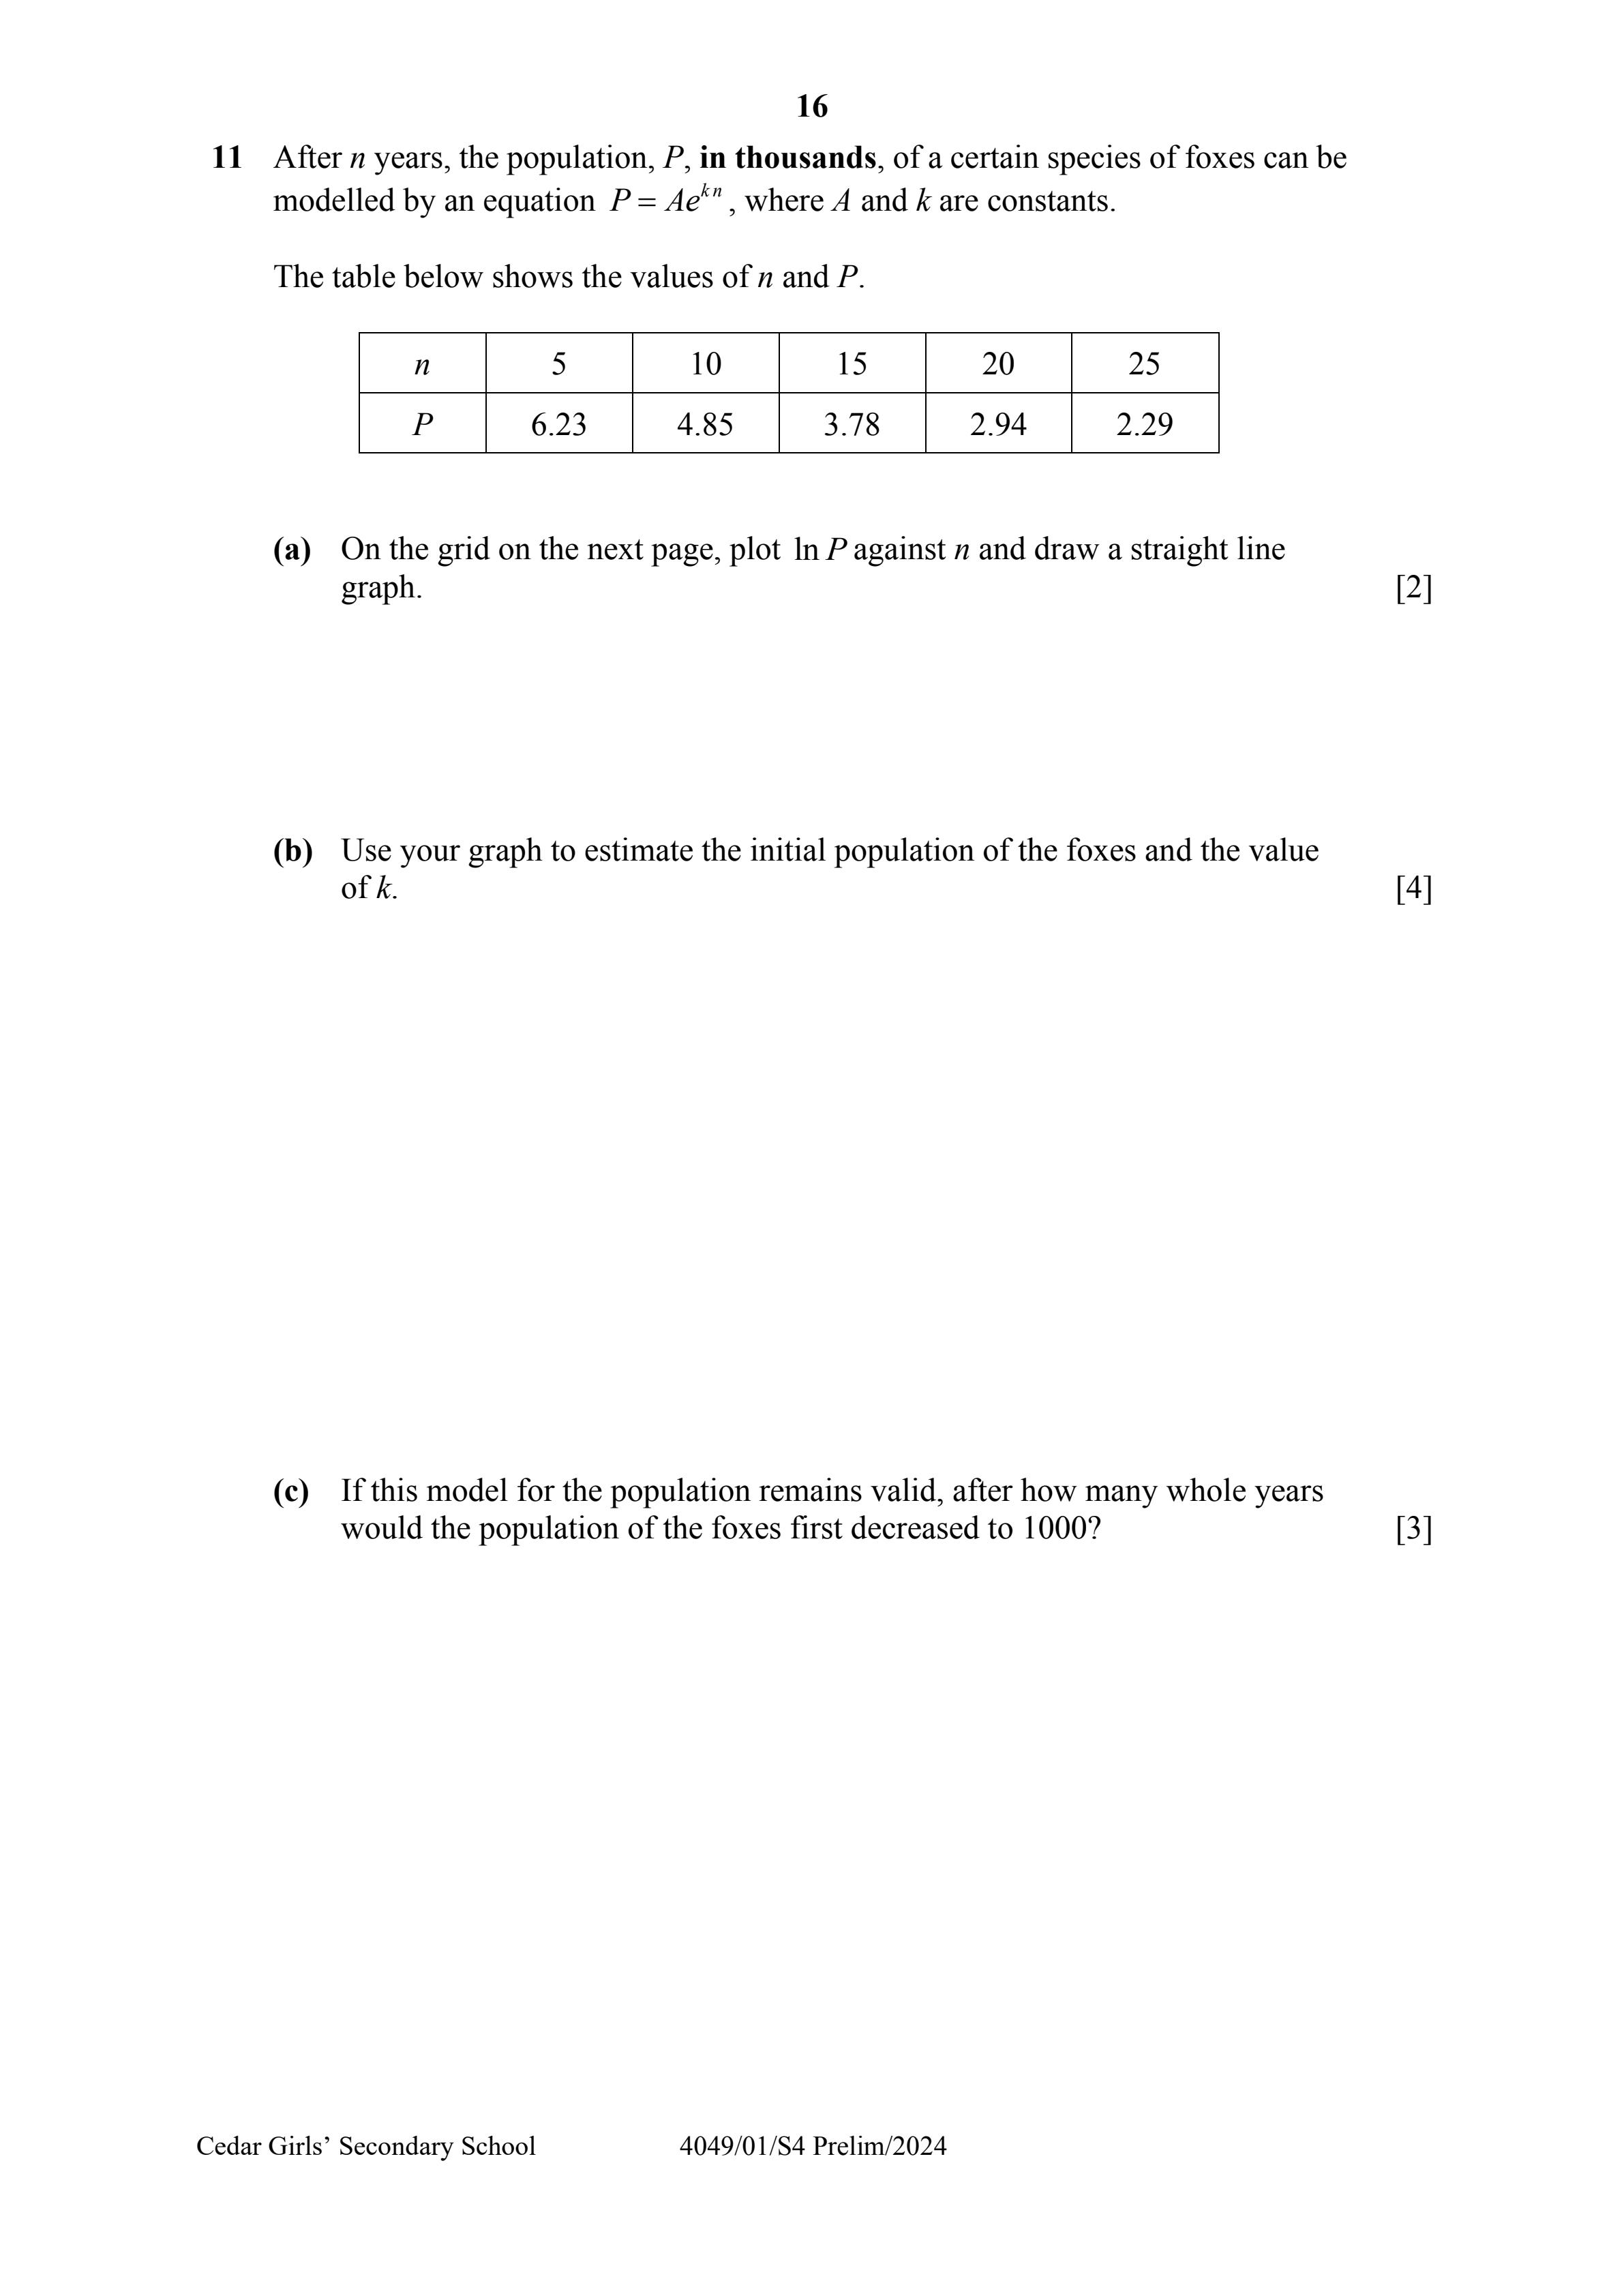 16
11 After n years, the population, P, in thousands, of a certain species of foxes can be
modelled by an equation P = Ae^{kn}, where A and k are constants.
The table below shows the values of n and P.
n 5 10 15 20 25
P 6.23 4.85 3.78 2.94 2.29
(a) On the grid on the next page, plot ln P against n and draw a straight line
graph. [2]
(b) Use your graph to estimate the initial population of the foxes and the value
of k. [4]
(c) If this model for the population remains valid, after how many whole years
would the population of the foxes first decreased to 1000? [3]
Cedar Girls’ Secondary School 4049/01/S4 Prelim/2024